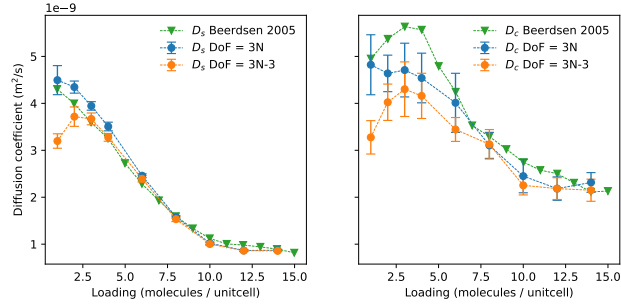 1e−9
D_s Beerdsen 2005
D_s DoF = 3N
D_s DoF = 3N-3
D_c Beerdsen 2005
D_c DoF = 3N
D_c DoF = 3N-3
Diffusion coefficient (m²/s)
5
4
3
2
1
2.5 5.0 7.5 10.0 12.5 15.0
2.5 5.0 7.5 10.0 12.5 15.0
Loading (molecules / unitcell)
Loading (molecules / unitcell)